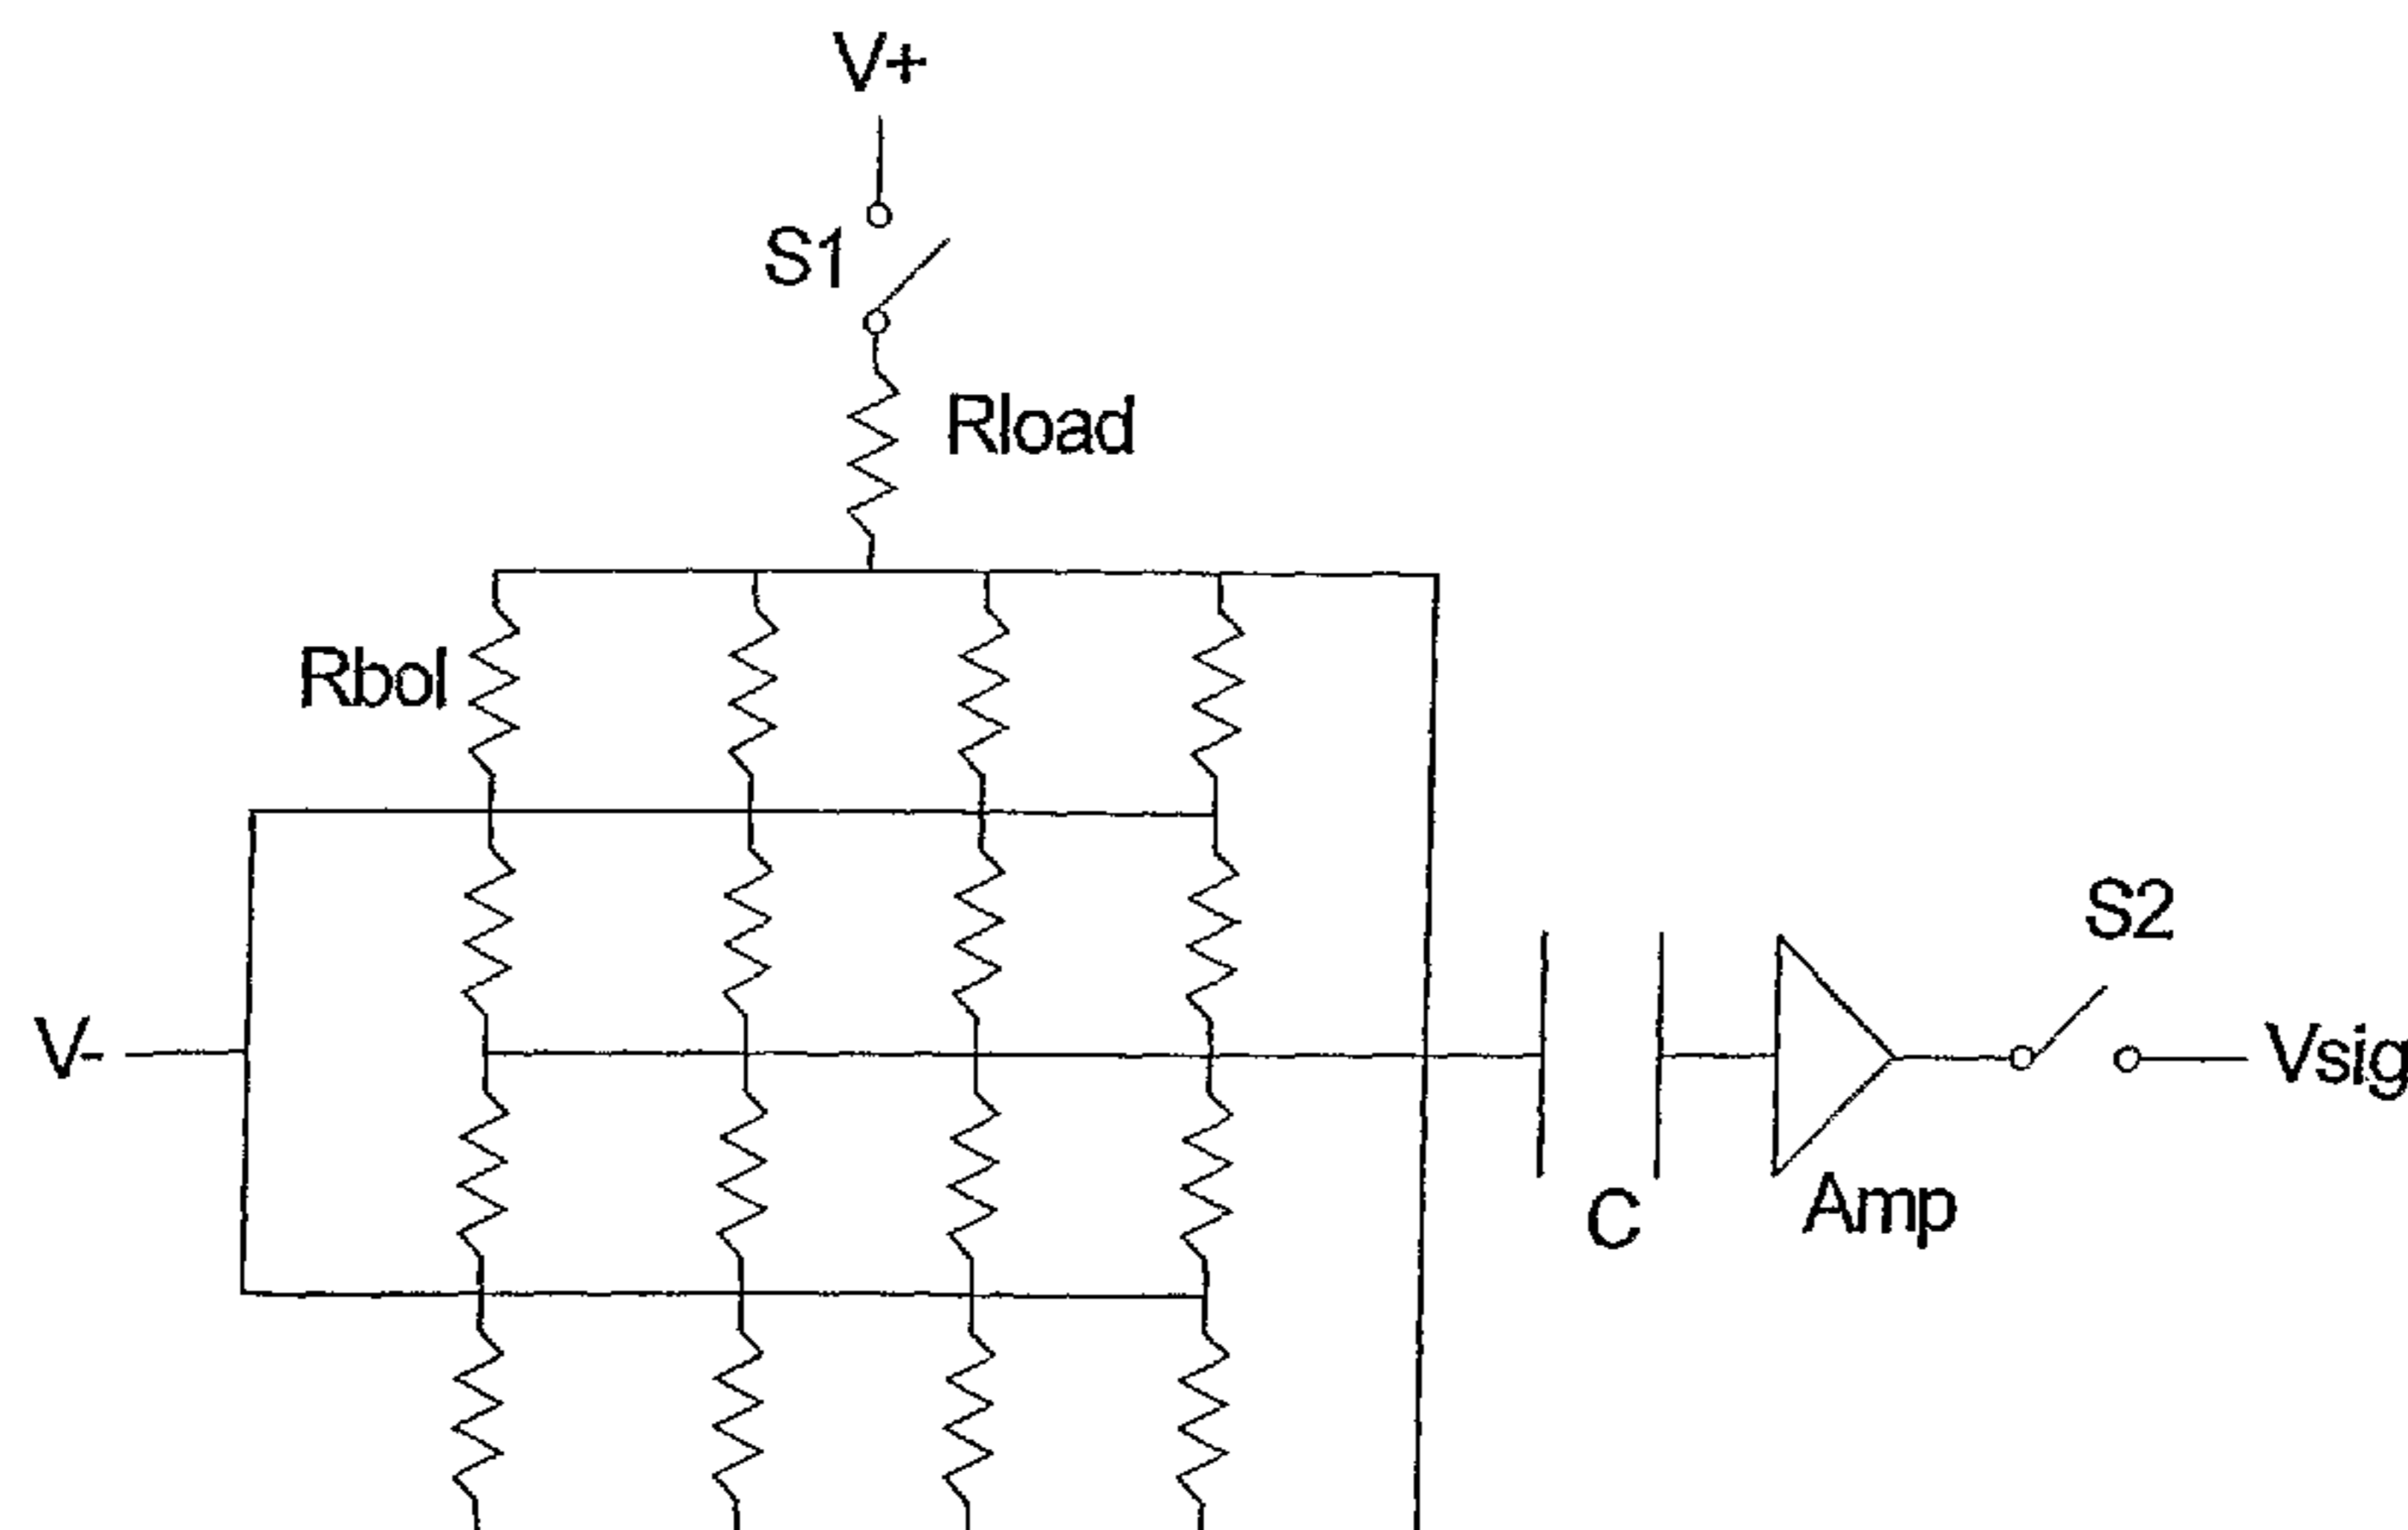 V+
S1
Rload
Rbol
S2
V-
Vsig
C
Amp